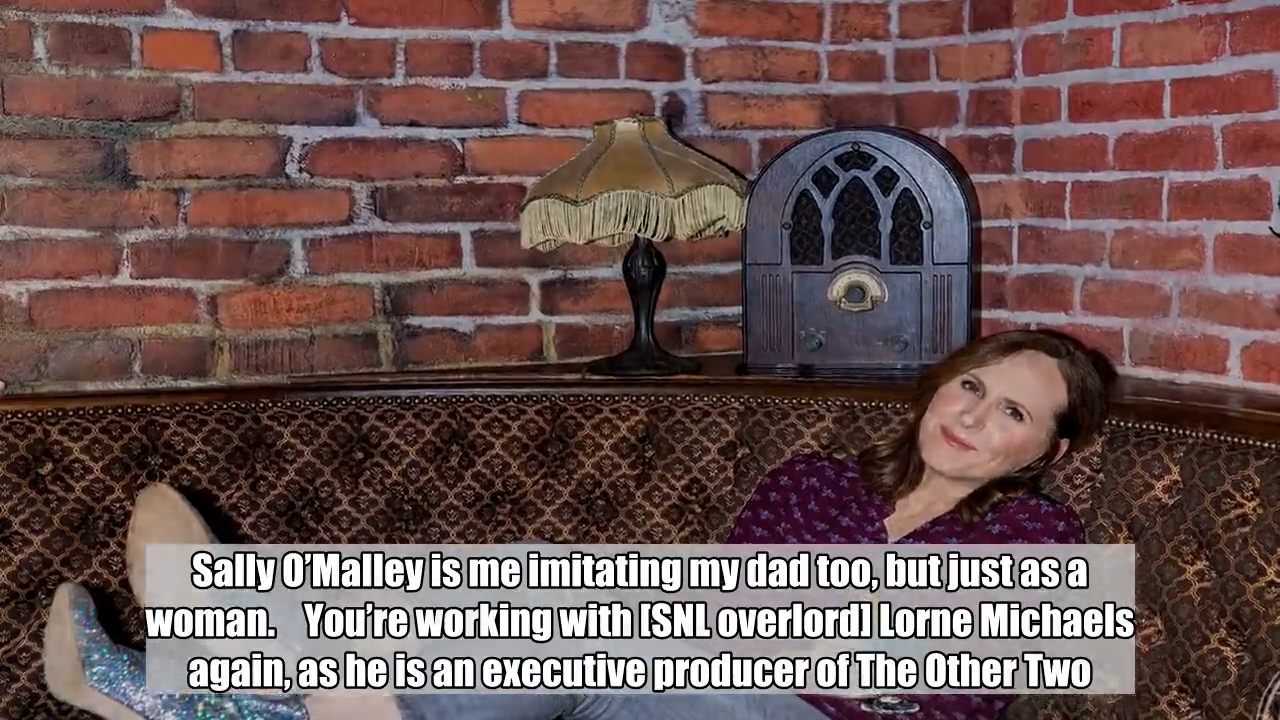 Sally O’Malley is me imitating my dad too, but just as a
woman. You’re working with [SNL overlord] Lorne Michaels
again, as he is an executive producer of The Other Two